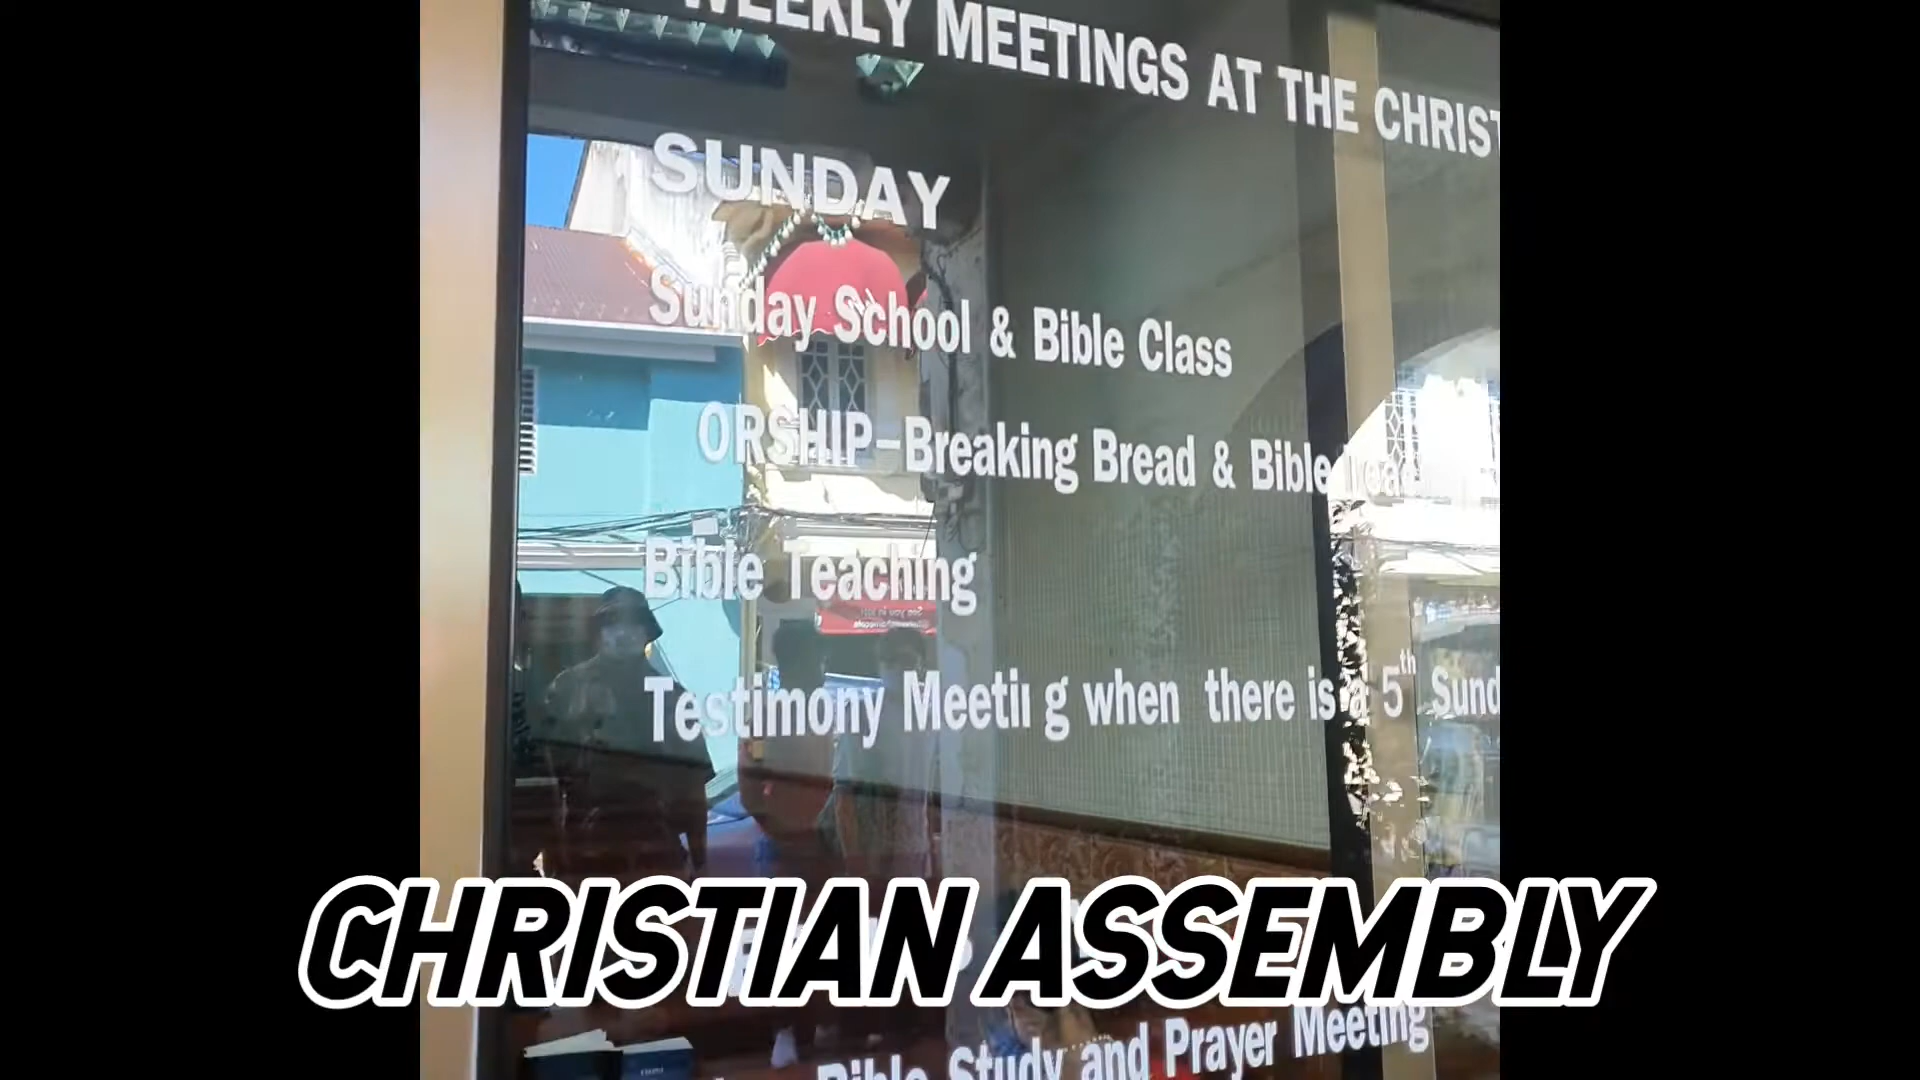 WEEKLY MEETINGS AT THE CHRIST
SUNDAY
Sunday School & Bible Class
ORSHIP-Breaking Bread & Bible
Bible Teaching
Testimony Meeti g when there is a 5th Sund
CHRISTIAN ASSEMBLY
Bible Study and Prayer Meeting